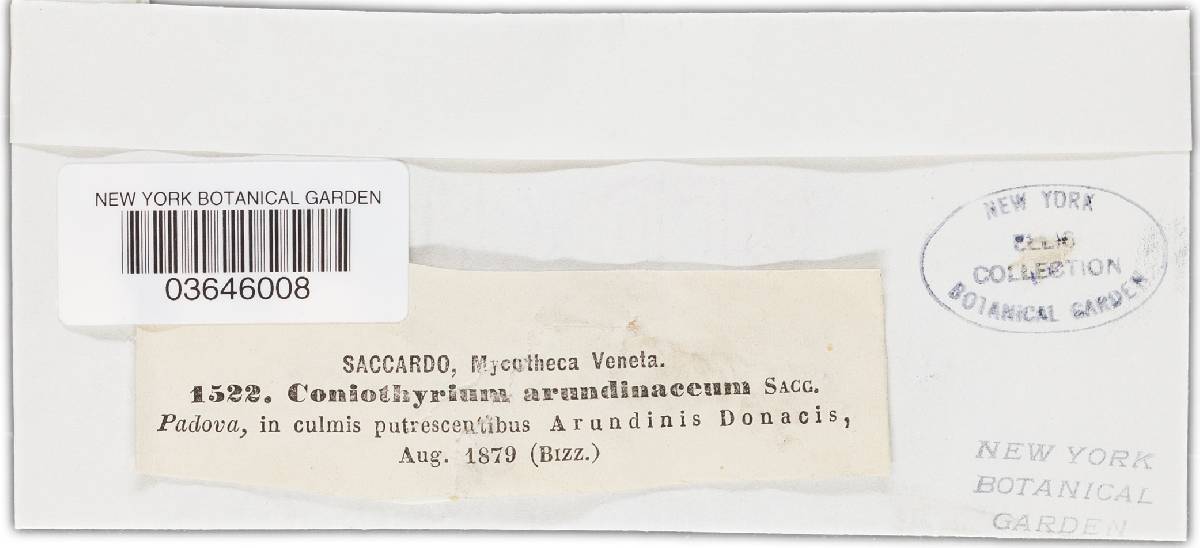 NEW YORK BOTANICAL GARDEN
03646008
NEW YORK
ELLIS
COLLECTION
BOTANICAL GARDEN
SACCARDO, Mycotheca Veneta.
1522. Coniothyrium arundinaceum SACC.
Padova, in culmis putrescentibus Arundinis Donacis,
Aug. 1879 (BIZZ.)
NEW YORK
BOTANICAL
GARDEN